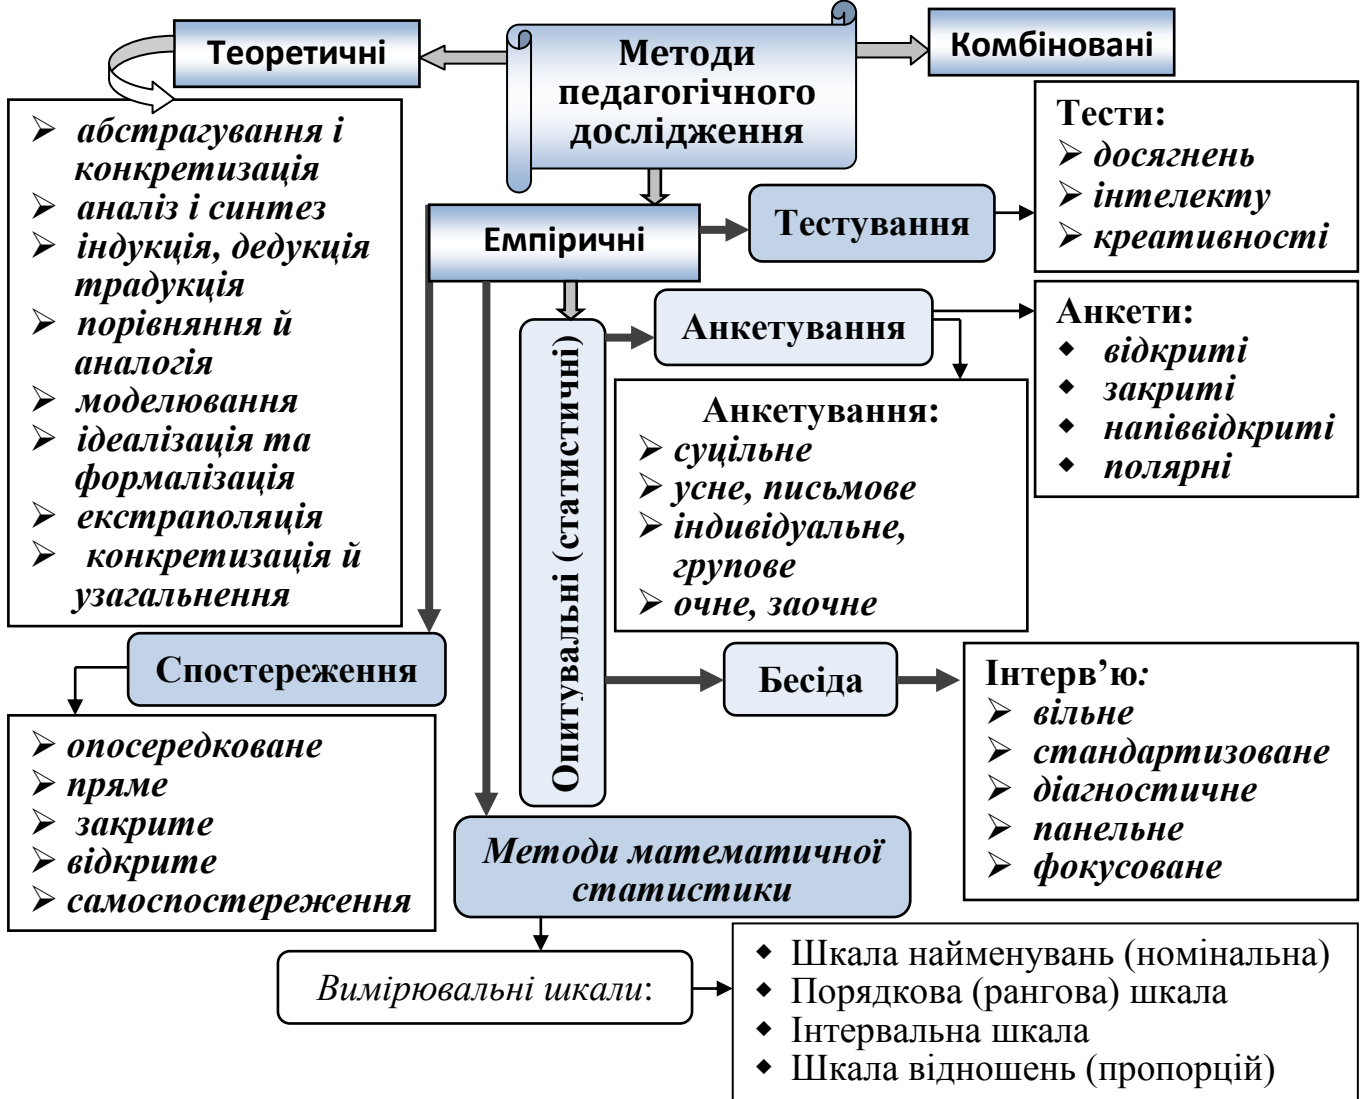 Теоретичні
Методи
педагогічного
дослідження
Комбіновані
➢ абстрагування і
конкретизація
➢ аналіз і синтез
➢ індукція, дедукція
традукція
➢ порівняння й
аналогія
➢ моделювання
➢ ідеалізація та
формалізація
➢ екстраполяція
➢ конкретизація й
узагальнення
Емпіричні
Тестування
Тести:
➢ досягнень
➢ інтелекту
➢ креативності
Опитувальні (статистичні)
Анкетування
Анкети:
◆ відкриті
◆ закриті
◆ напіввідкриті
◆ полярні
Анкетування:
➢ суцільне
➢ усне, письмове
➢ індивідуальне,
групове
➢ очне, заочне
Спостереження
➢ опосередковане
➢ пряме
➢ закрите
➢ відкрите
➢ самоспостереження
Бесіда
Інтерв’ю:
➢ вільне
➢ стандартизоване
➢ діагностичне
➢ панельне
➢ фокусоване
Методи математичної
статистики
Вимірювальні шкали:
◆ Шкала найменувань (номінальна)
◆ Порядкова (рангова) шкала
◆ Інтервальна шкала
◆ Шкала відношень (пропорцій)